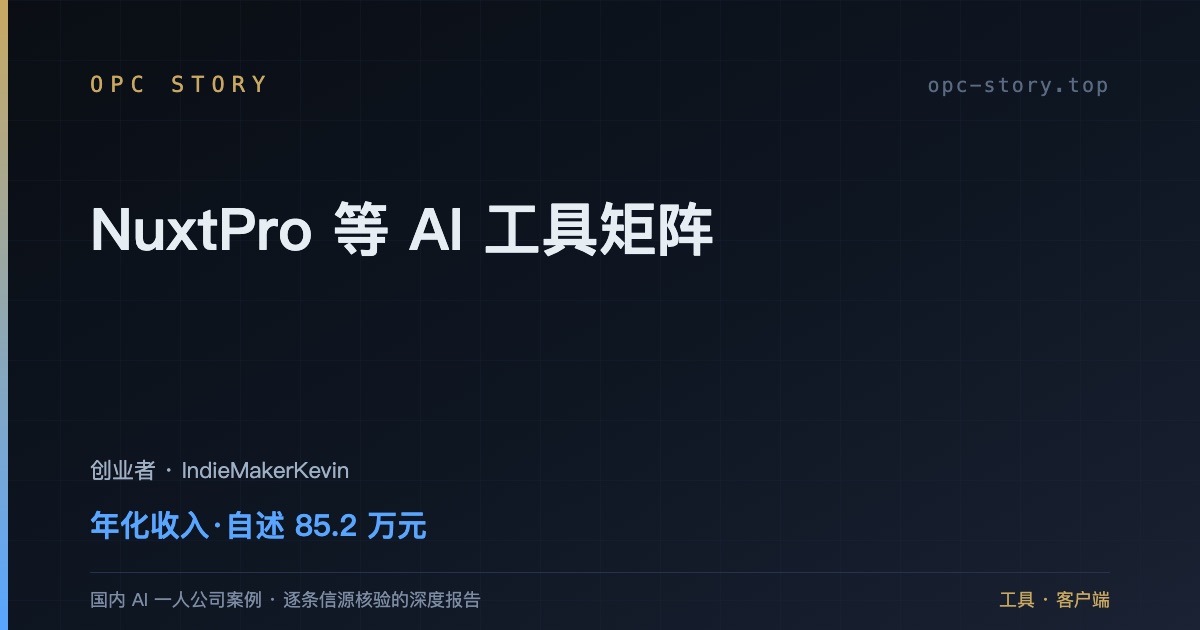 OPC STORY
opc-story.top
NuxtPro 等 AI 工具矩阵
创业者 · IndieMakerKevin
年化收入·自述 85.2 万元
国内 AI 一人公司案例 · 逐条信源核验的深度报告
工具 · 客户端